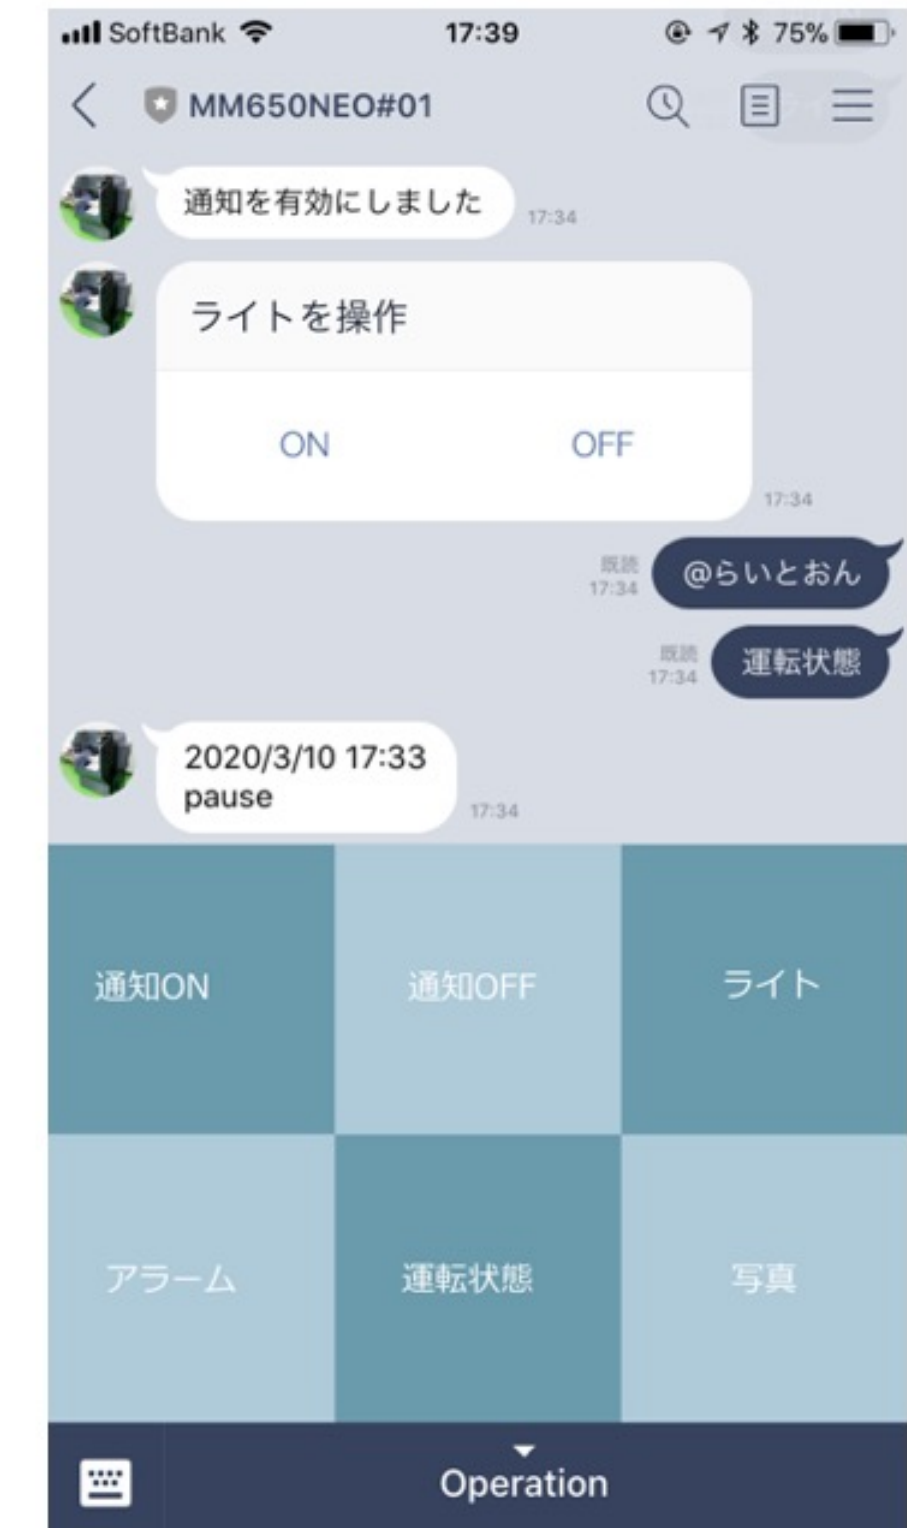 SoftBank 17:39 75%
MM650NEO#01
通知を有効にしました
17:34
ライトを操作
ON OFF
17:34
既読
17:34
@らいとおん
既読
17:34
運転状態
2020/3/10 17:33
pause
17:34
通知ON 通知OFF ライト
アラーム 運転状態 写真
Operation